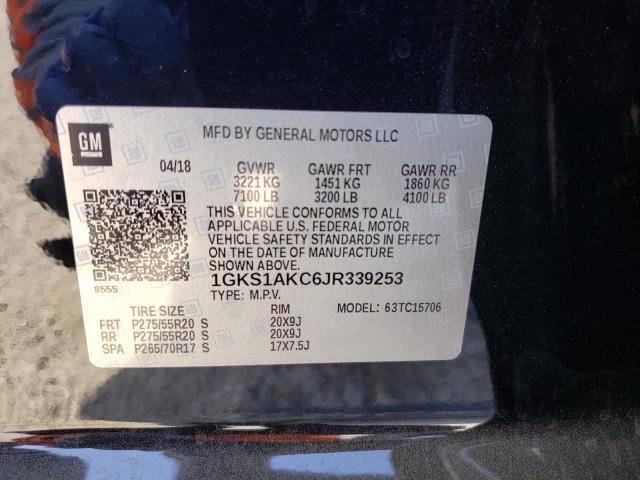 GM
MFD BY GENERAL MOTORS LLC
04/18 GVWR GAWR FRT GAWR RR
3221 KG 1451 KG 1860 KG
7100 LB 3200 LB 4100 LB
THIS VEHICLE CONFORMS TO ALL
APPLICABLE U.S. FEDERAL MOTOR
VEHICLE SAFETY STANDARDS IN EFFECT
ON THE DATE OF MANUFACTURE
SHOWN ABOVE.
8555 1GKS1AKC6JR339253
TYPE: M.P.V.
TIRE SIZE RIM 63TC15706
FRT P275/55R20 S 20X9J
RR P275/55R20 S 20X9J
SPA P265/70R17 S 17X7.5J